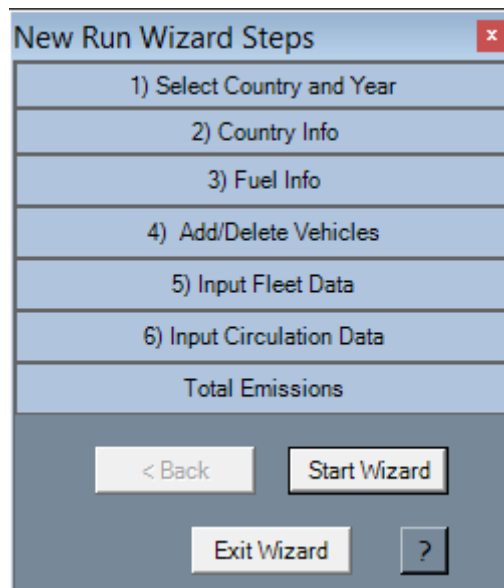 New Run Wizard Steps
x
1) Select Country and Year
2) Country Info
3) Fuel Info
4) Add/Delete Vehicles
5) Input Fleet Data
6) Input Circulation Data
Total Emissions
< Back
Start Wizard
Exit Wizard
?